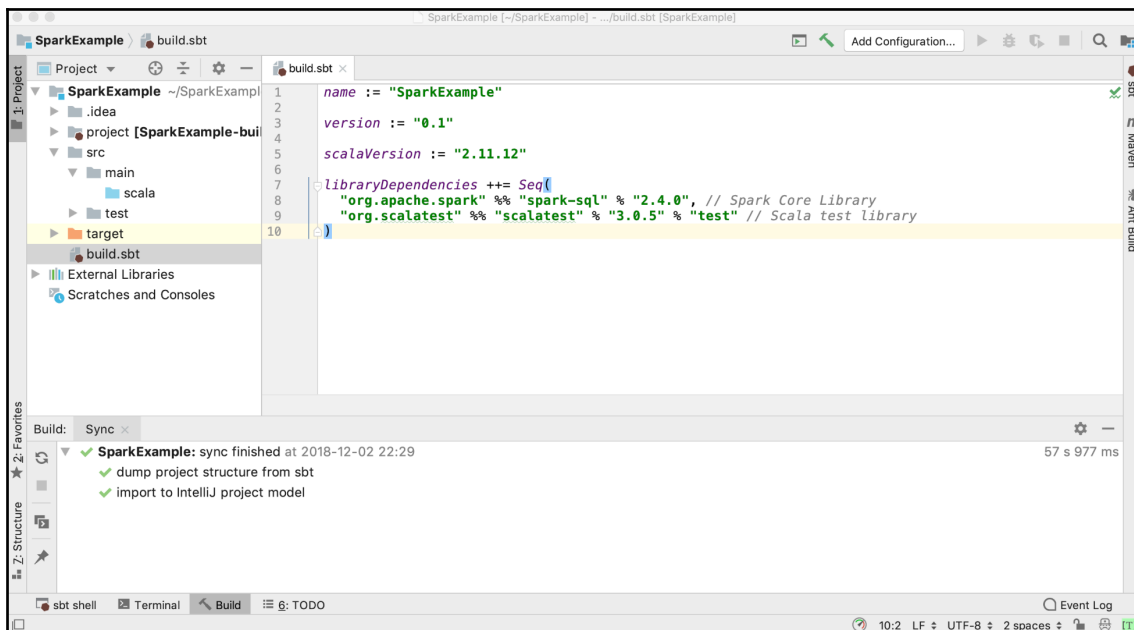 SparkExample [~/SparkExample] - .../build.sbt [SparkExample]
SparkExample build.sbt
Add Configuration...
1: Project
Project
build.sbt
SparkExample ~/SparkExampl
.idea
project [SparkExample-buil
src
main
scala
test
target
build.sbt
External Libraries
Scratches and Consoles
1 name := "SparkExample"
2
3 version := "0.1"
4
5 scalaVersion := "2.11.12"
6
7 libraryDependencies ++= Seq(
8 "org.apache.spark" %% "spark-sql" % "2.4.0", // Spark Core Library
9 "org.scalatest" %% "scalatest" % "3.0.5" % "test" // Scala test library
10 )
sbt
Maven
Ant Build
2: Favorites
Z: Structure
Build: Sync
SparkExample: sync finished at 2018-12-02 22:29 57 s 977 ms
dump project structure from sbt
import to IntelliJ project model
sbt shell Terminal Build 6: TODO Event Log
10:2 LF UTF-8 2 spaces [T